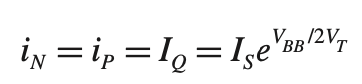 i_N = i_P = I_Q = I_S e^{V_{BB}/2V_T}